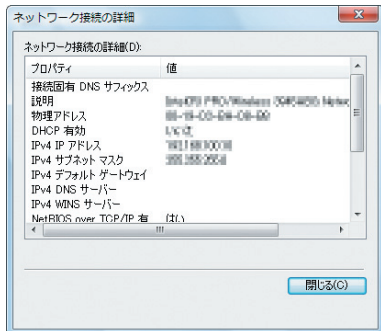 ネットワーク接続の詳細
ネットワーク接続の詳細(D):
プロパティ 値
接続固有 DNS サフィックス
説明
物理アドレス
DHCP 有効 いいえ
IPv4 IP アドレス
IPv4 サブネット マスク
IPv4 デフォルト ゲートウェイ
IPv4 DNS サーバー
IPv4 WINS サーバー
NetBIOS over TCP/IP 有 はい
閉じる(C)